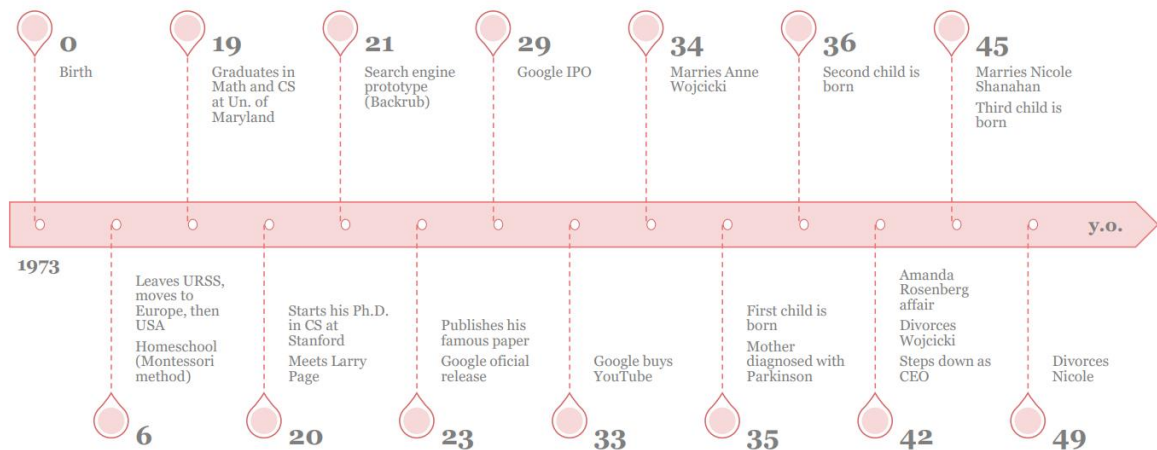 0
Birth
19
Graduates in
Math and CS
at Un. of
Maryland
21
Search engine
prototype
(Backrub)
29
Google IPO
34
Marries Anne
Wojcicki
36
Second child is
born
45
Marries Nicole
Shanahan
Third child is
born
y.o.
1973
Leaves URSS,
moves to
Europe, then
USA
Homeschool
(Montessori
method)
6
Starts his Ph.D.
in CS at
Stanford
Meets Larry
Page
20
Publishes his
famous paper
Google oficial
release
23
Google buys
YouTube
33
First child is
born
Mother
diagnosed with
Parkinson
35
Amanda
Rosenberg
affair
Divorces
Wojcicki
Steps down as
CEO
42
Divorces
Nicole
49